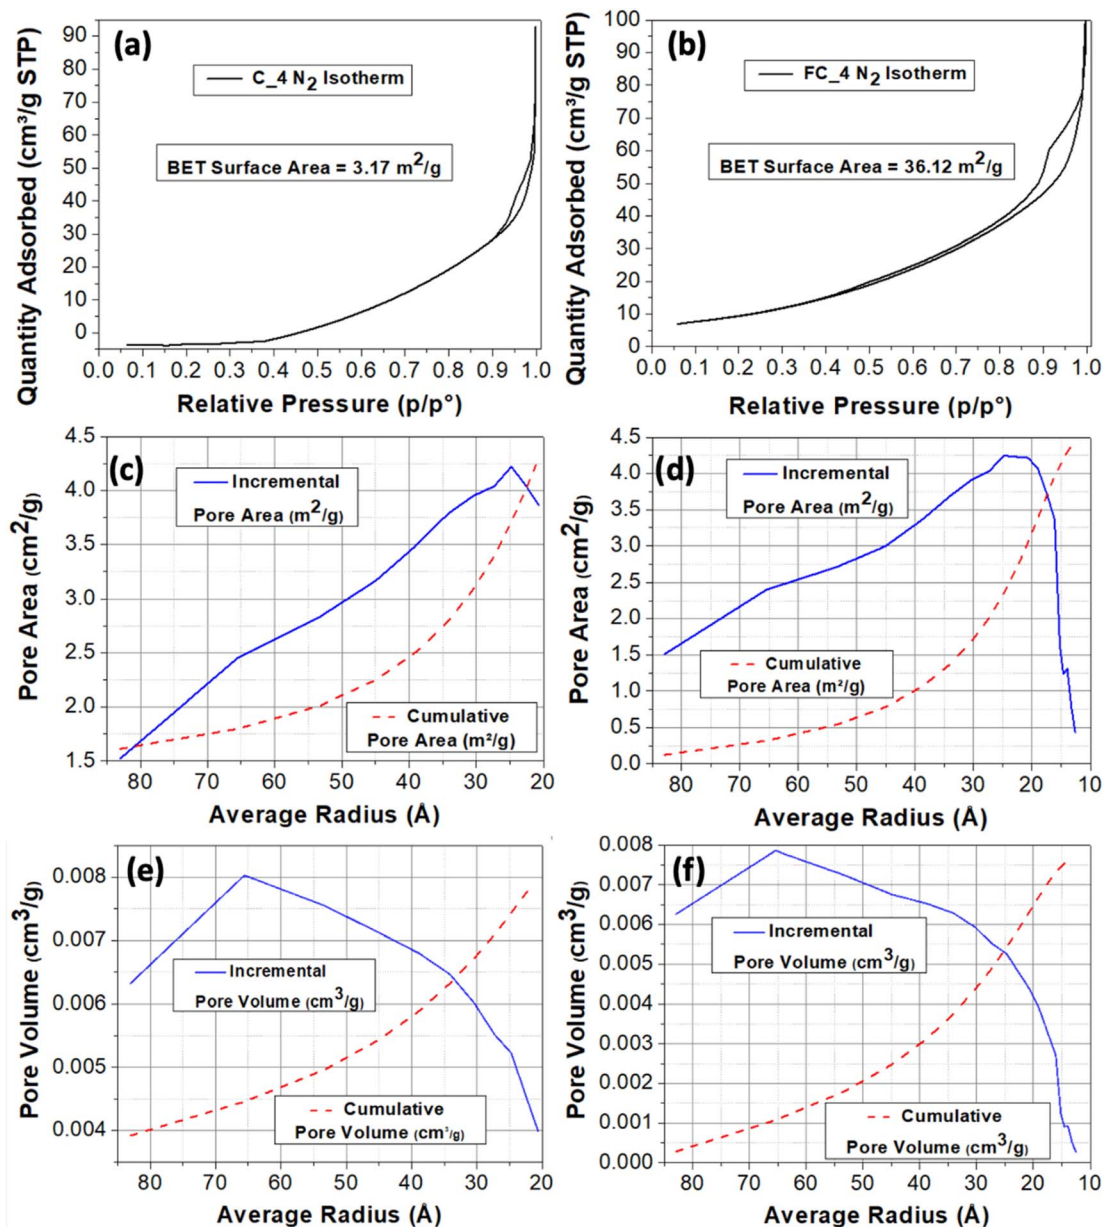 (a)
C_4 N2 Isotherm
BET Surface Area = 3.17 m²/g
Quantity Adsorbed (cm³/g STP)
90
80
70
60
50
40
30
20
10
0
0.0 0.1 0.2 0.3 0.4 0.5 0.6 0.7 0.8 0.9 1.0
Relative Pressure (p/p°)
(b)
FC_4 N2 Isotherm
BET Surface Area = 36.12 m²/g
Quantity Adsorbed (cm³/g STP)
100
90
80
70
60
50
40
30
20
10
0
0.0 0.1 0.2 0.3 0.4 0.5 0.6 0.7 0.8 0.9 1.0
Relative Pressure (p/p°)
(c)
Incremental
Pore Area (m²/g)
Cumulative
Pore Area (m²/g)
Pore Area (cm²/g)
4.5
4.0
3.5
3.0
2.5
2.0
1.5
80 70 60 50 40 30 20
Average Radius (Å)
(d)
Incremental
Pore Area (m²/g)
Cumulative
Pore Area (m²/g)
Pore Area (cm²/g)
4.5
4.0
3.5
3.0
2.5
2.0
1.5
1.0
0.5
0.0
80 70 60 50 40 30 20 10
Average Radius (Å)
(e)
Incremental
Pore Volume (cm³/g)
Cumulative
Pore Volume (cm³/g)
Pore Volume (cm³/g)
0.008
0.007
0.006
0.005
0.004
80 70 60 50 40 30 20
Average Radius (Å)
(f)
Incremental
Pore Volume (cm³/g)
Cumulative
Pore Volume (cm³/g)
Pore Volume (cm³/g)
0.008
0.007
0.006
0.005
0.004
0.003
0.002
0.001
0.000
80 70 60 50 40 30 20 10
Average Radius (Å)